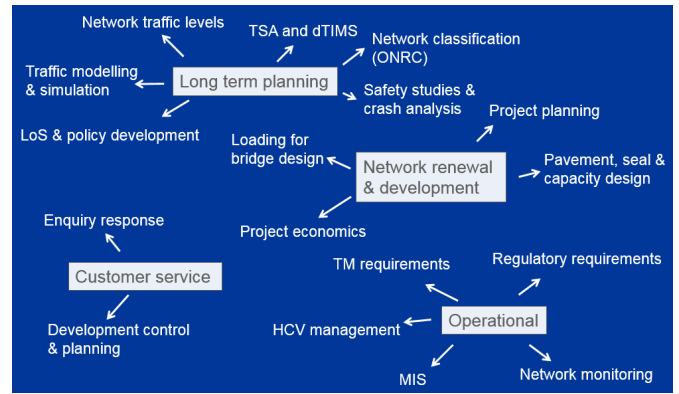 Network traffic levels
TSA and dTIMS
Network classification
(ONRC)
Traffic modelling
& simulation
Long term planning
Safety studies &
crash analysis
LoS & policy development
Project planning
Loading for
bridge design
Network renewal
& development
Pavement, seal &
capacity design
Project economics
Enquiry response
Customer service
Development control
& planning
TM requirements
Regulatory requirements
HCV management
Operational
MIS
Network monitoring